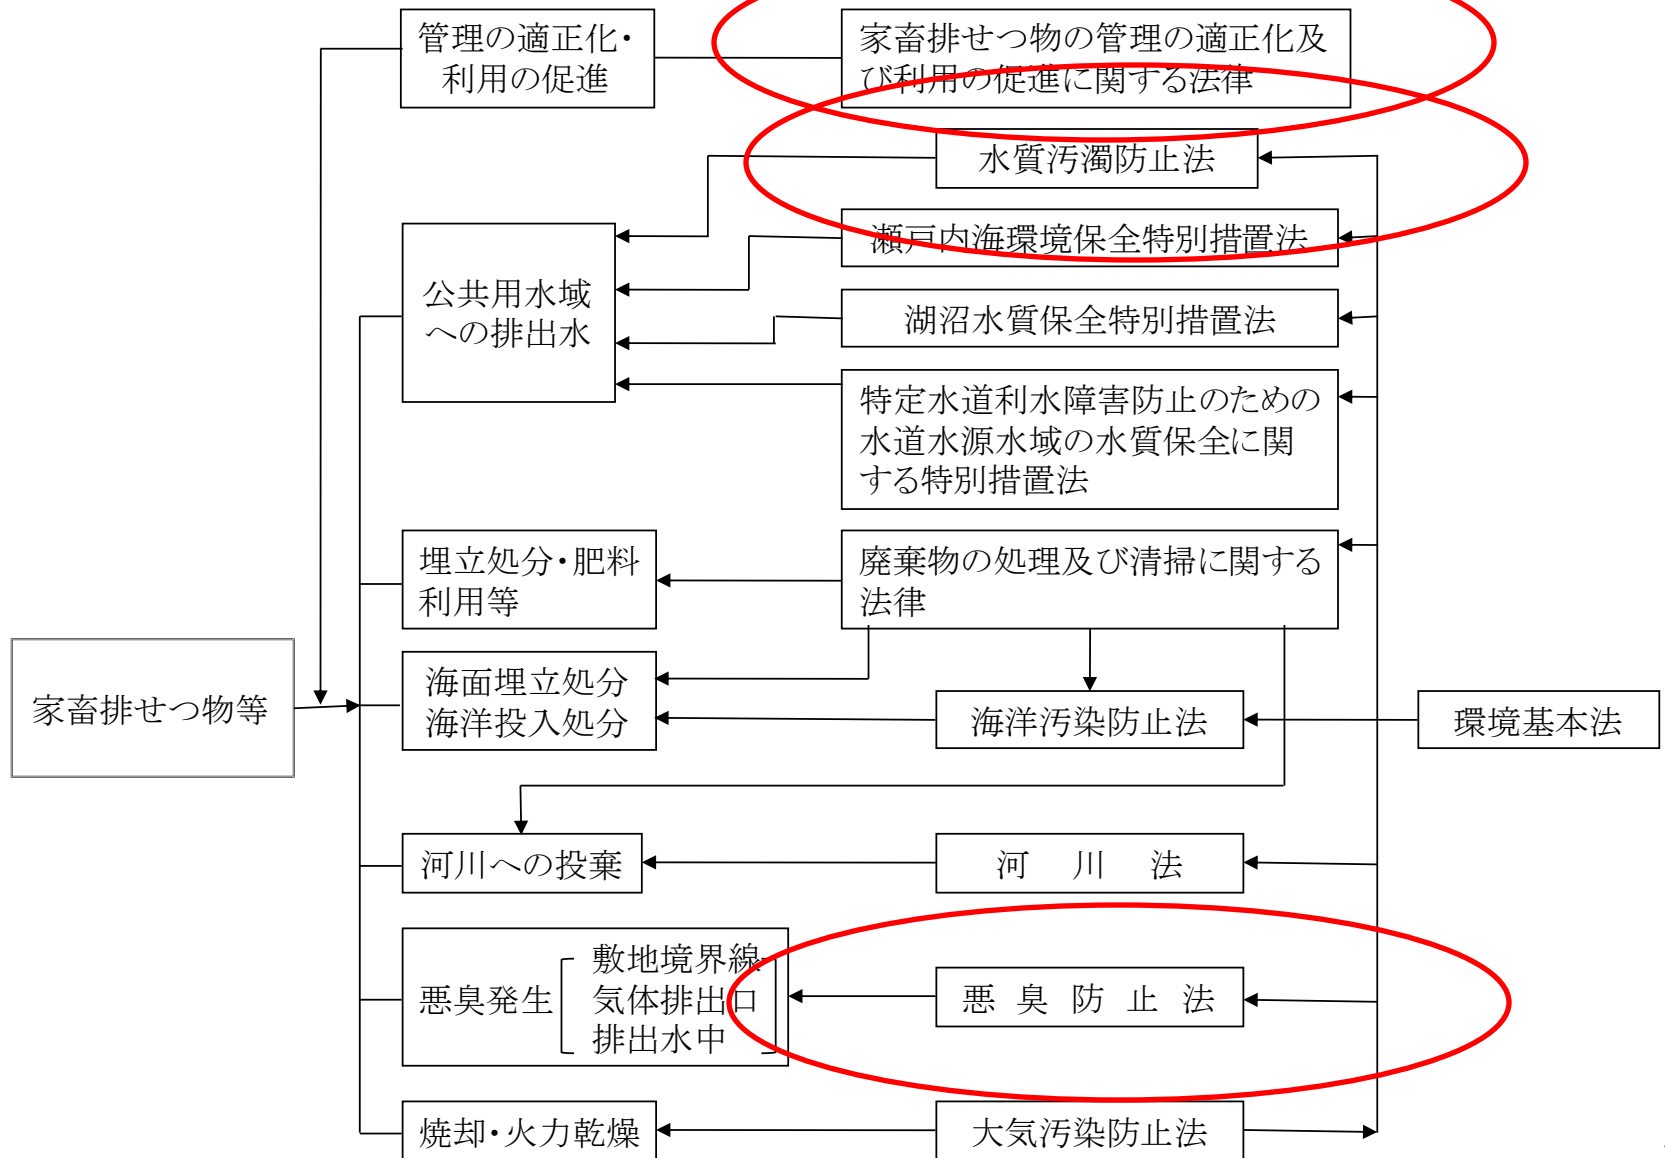 管理の適正化・
利用の促進
家畜排せつ物の管理の適正化及
び利用の促進に関する法律
水質汚濁防止法
瀬戸内海環境保全特別措置法
公共用水域
への排出水
湖沼水質保全特別措置法
特定水道利水障害防止のための
水道水源水域の水質保全に関
する特別措置法
埋立処分・肥料
利用等
廃棄物の処理及び清掃に関する
法律
家畜排せつ物等
海面埋立処分
海洋投入処分
海洋汚染防止法
環境基本法
河川への投棄
河 川 法
悪臭発生
敷地境界線
気体排出口
排出水中
悪 臭 防 止 法
焼却・火力乾燥
大気汚染防止法